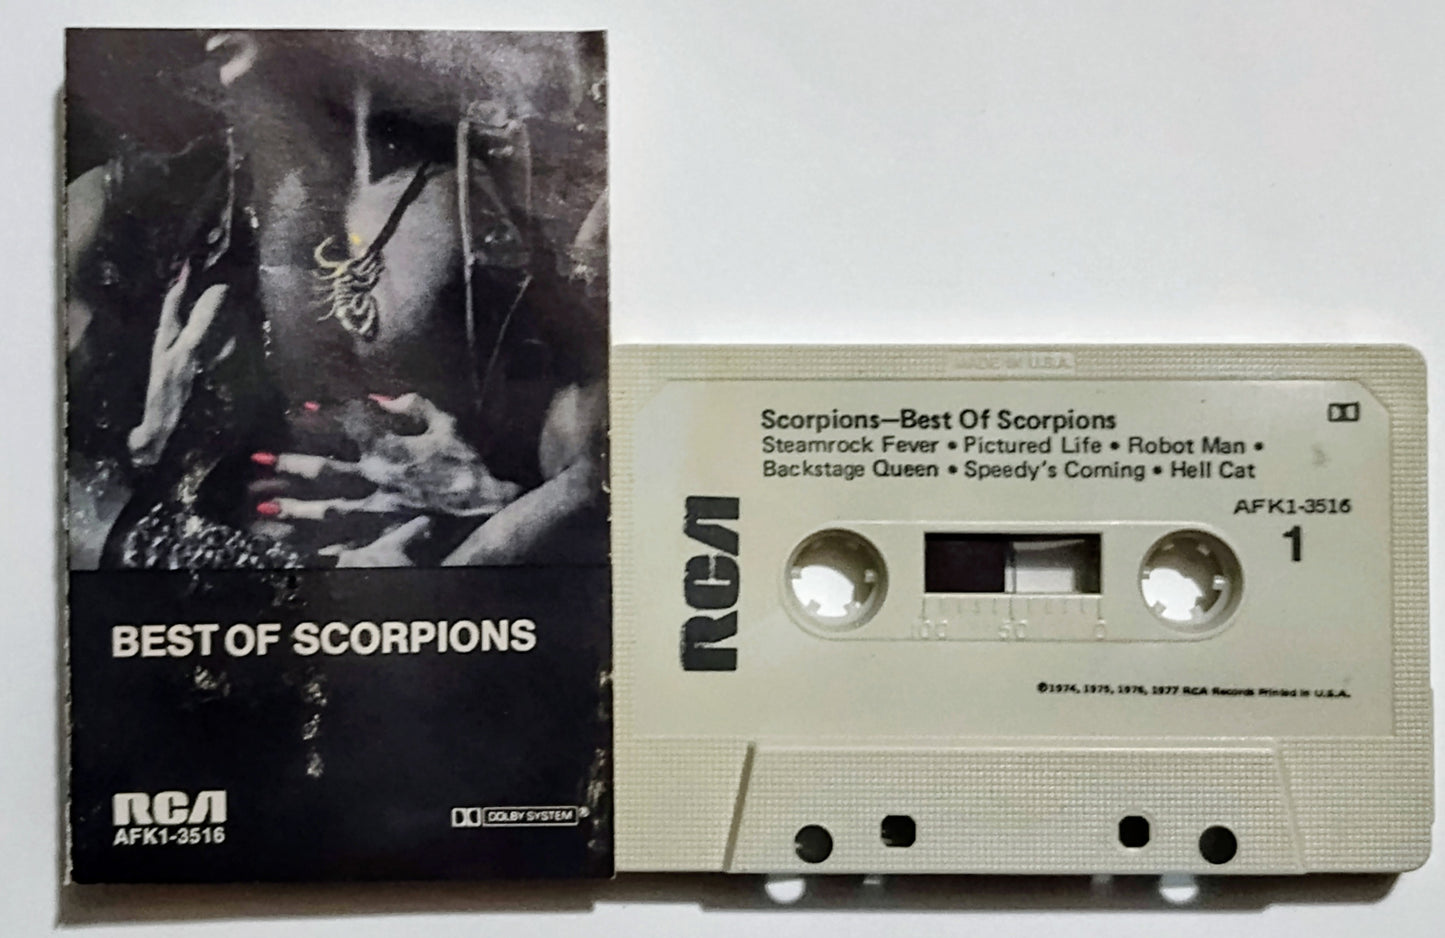 BEST OF SCORPIONS
RCA
AFK1-3516
DOLBY SYSTEM®
MADE IN U.S.A.
Scorpions—Best Of Scorpions
Steamrock Fever • Pictured Life • Robot Man •
Backstage Queen • Speedy's Coming • Hell Cat
AFK1-3516
1
RCA
100 50 0
℗1974, 1975, 1976, 1977 RCA Records Printed in U.S.A.